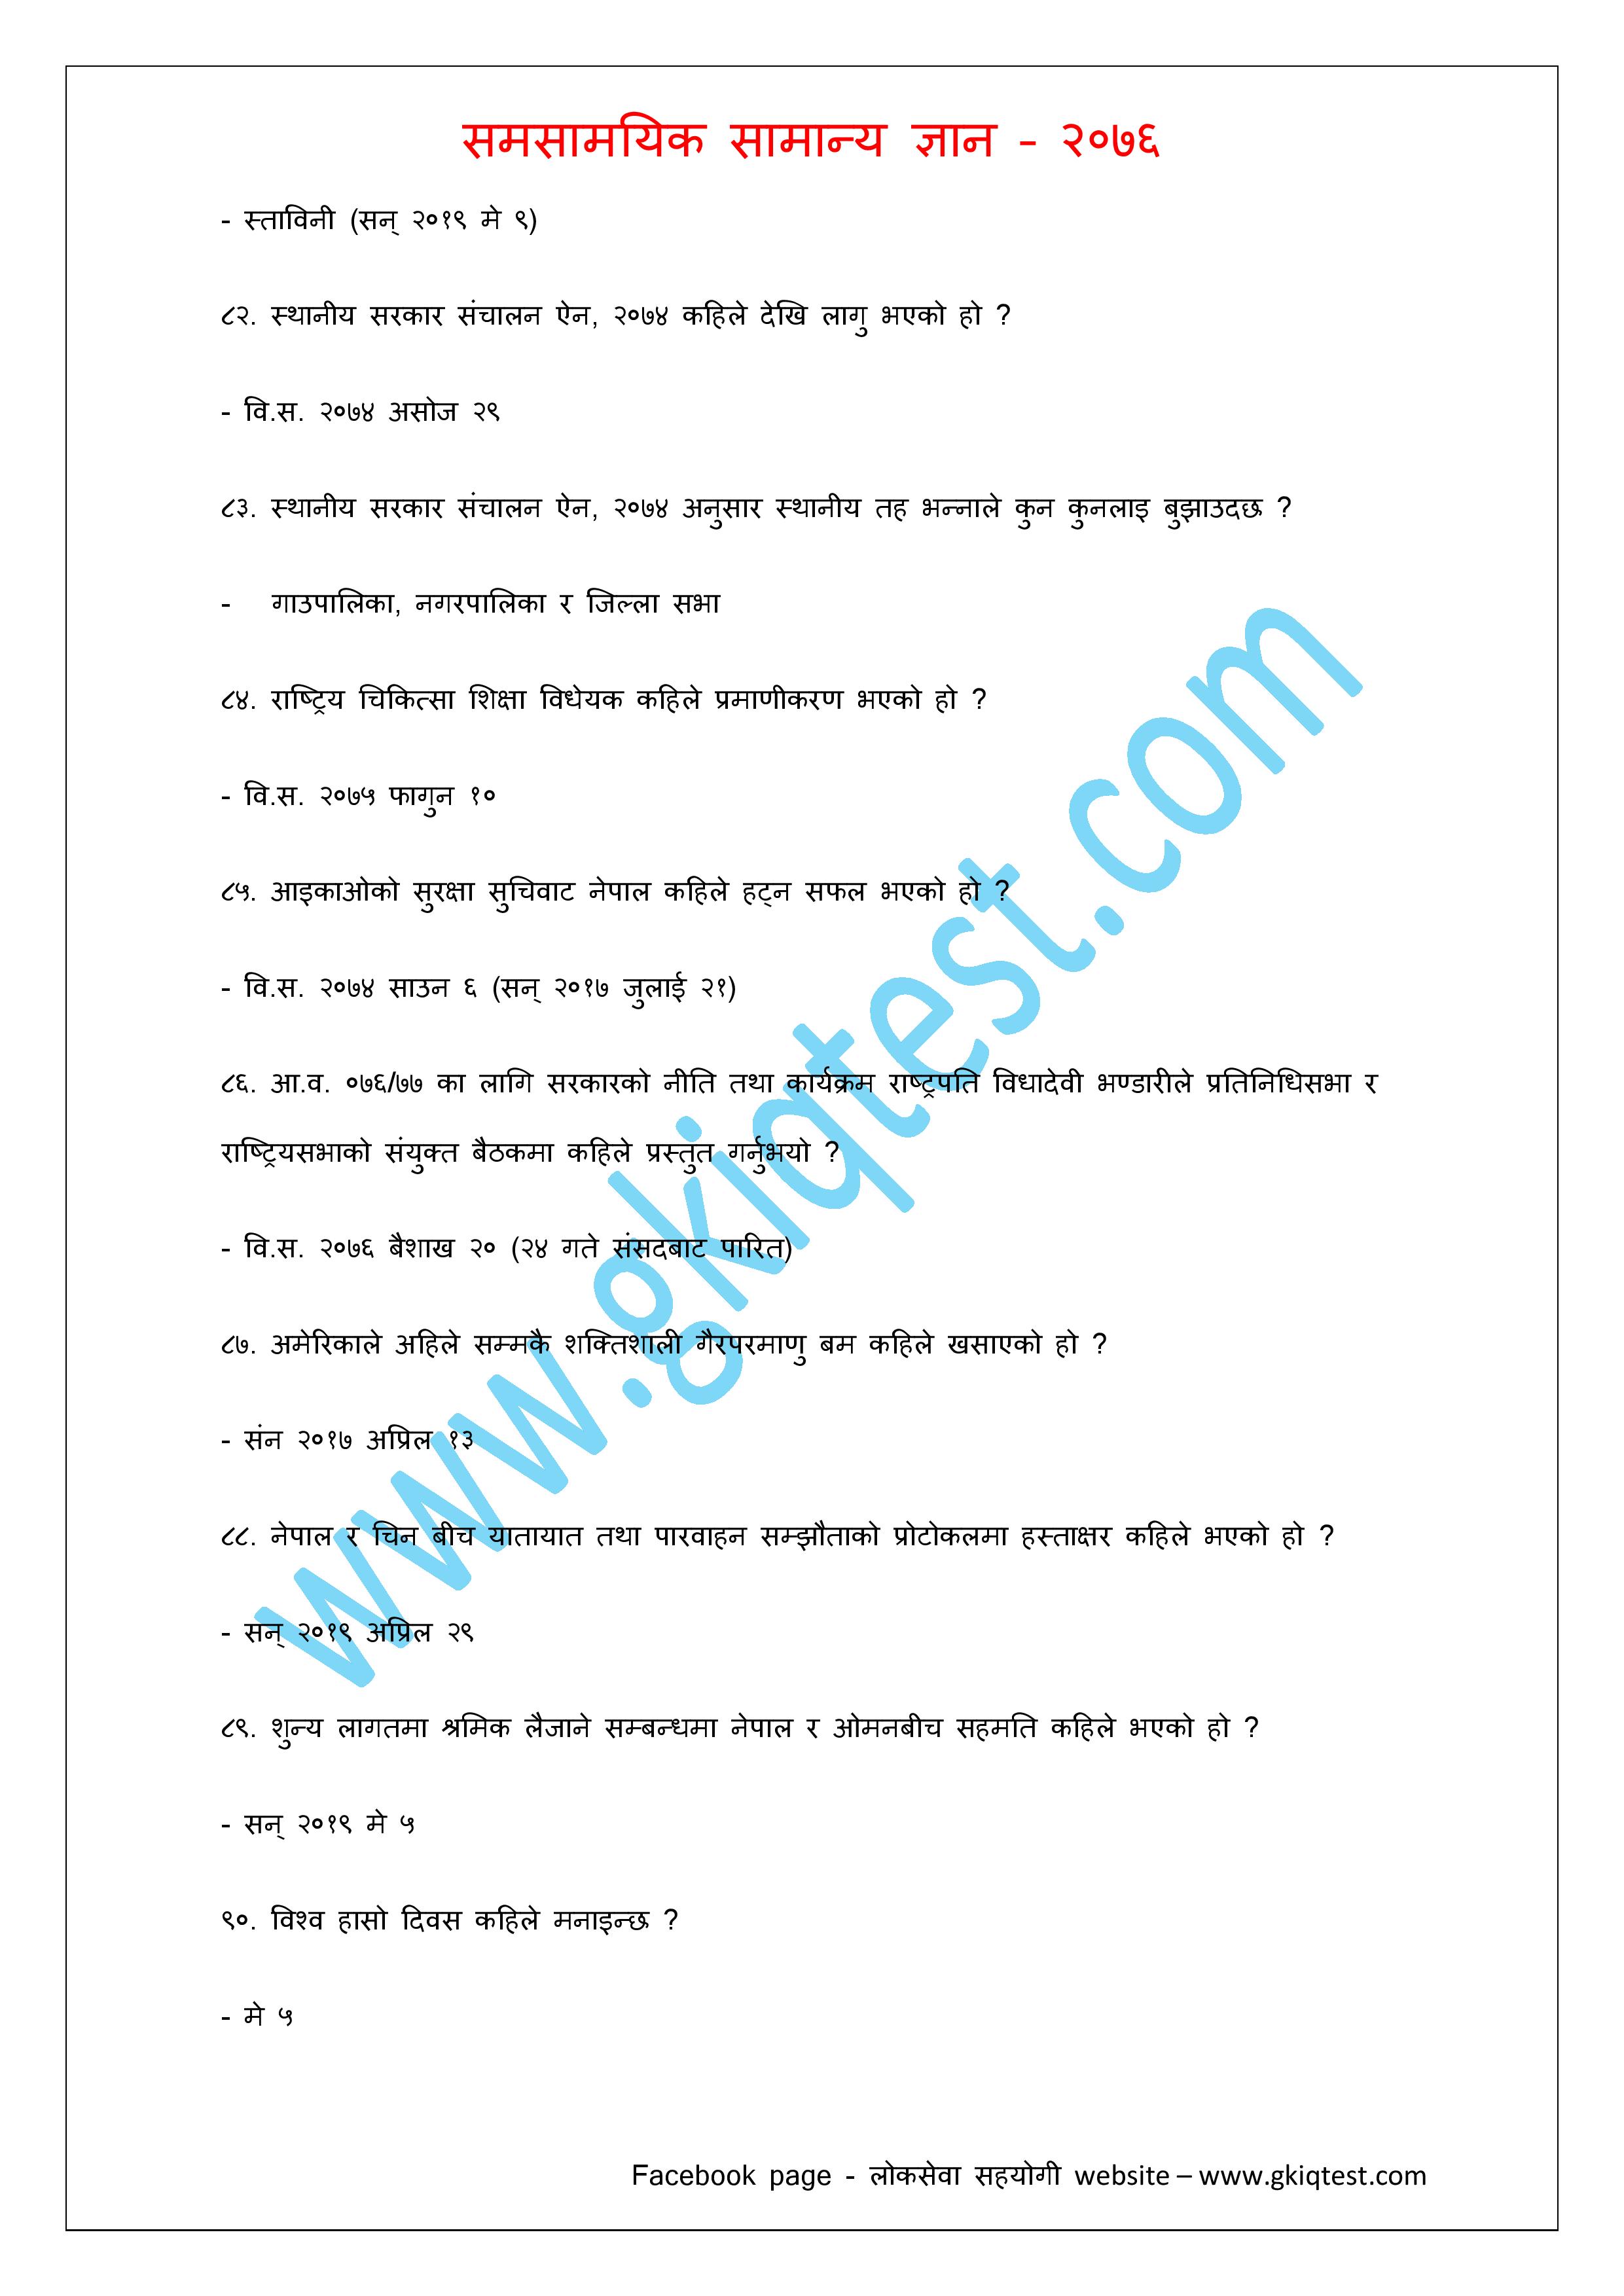 समसामयिक सामान्य ज्ञान - २०७६
- स्ताविनी (सन् २०१९ मे ९)
८२. स्थानीय सरकार संचालन ऐन, २०७४ कहिले देखि लागु भएको हो ?
- वि.स. २०७४ असोज २९
८३. स्थानीय सरकार संचालन ऐन, २०७४ अनुसार स्थानीय तह भन्नाले कुन कुनलाइ बुझाउदछ ?
- गाउपालिका, नगरपालिका र जिल्ला सभा
८४. राष्ट्रिय चिकित्सा शिक्षा विधेयक कहिले प्रमाणीकरण भएको हो ?
- वि.स. २०७५ फागुन १०
८५. आइकाओको सुरक्षा सुचिवाट नेपाल कहिले हट्न सफल भएको हो ?
- वि.स. २०७४ साउन ६ (सन् २०१७ जुलाई २१)
८६. आ.व. ०७६/७७ का लागि सरकारको नीति तथा कार्यक्रम राष्ट्रपति विधादेवी भण्डारीले प्रतिनिधिसभा र
राष्ट्रियसभाको संयुक्त बैठकमा कहिले प्रस्तुत गर्नुभयो ?
- वि.स. २०७६ बैशाख २० (२४ गते संसदबाट पारित)
८७. अमेरिकाले अहिले सम्मकै शक्तिशाली गैरपरमाणु बम कहिले खसाएको हो ?
- संन २०१७ अप्रिल १३
८८. नेपाल र चिन बीच यातायात तथा पारवाहन सम्झौताको प्रोटोकलमा हस्ताक्षर कहिले भएको हो ?
- सन् २०१९ अप्रिल २९
८९. शुन्य लागतमा श्रमिक लैजाने सम्बन्धमा नेपाल र ओमनबीच सहमति कहिले भएको हो ?
- सन् २०१९ मे ५
९०. विश्व हासो दिवस कहिले मनाइन्छ ?
- मे ५
www.gkiqtest.com
Facebook page - लोकसेवा सहयोगी website – www.gkiqtest.com